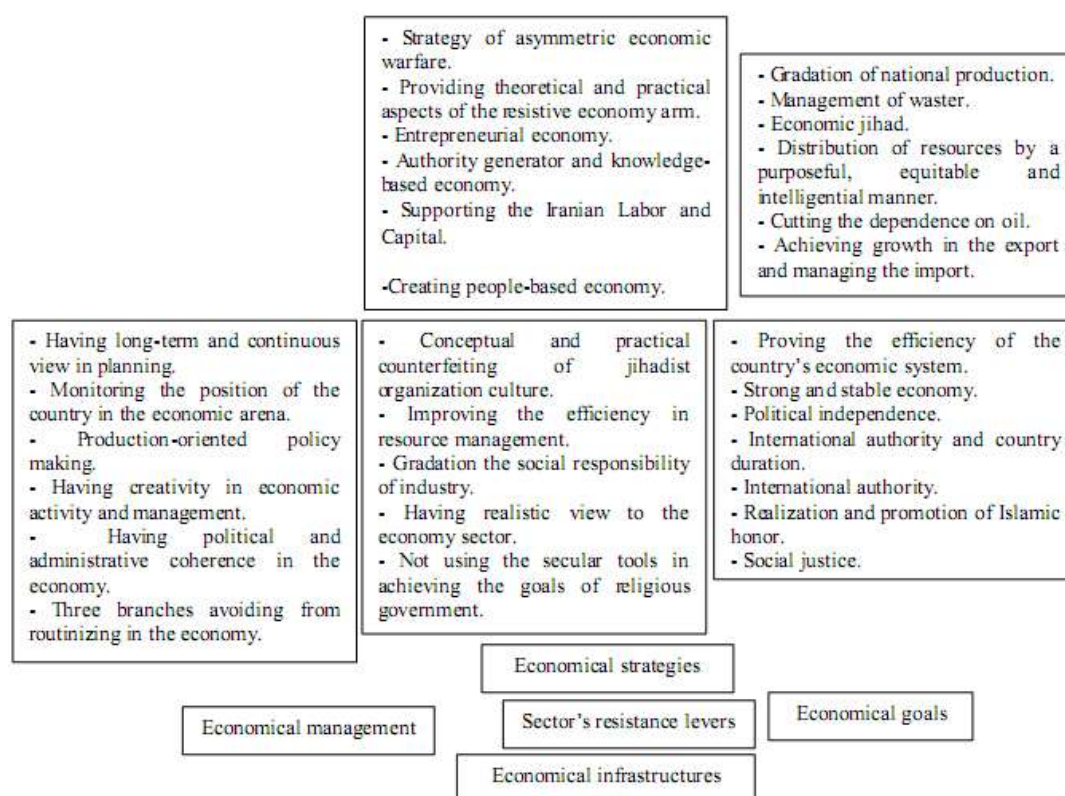 - Strategy of asymmetric economic
warfare.
- Providing theoretical and practical
aspects of the resistive economy arm.
- Entrepreneurial economy.
- Authority generator and knowledge-
based economy.
- Supporting the Iranian Labor and
Capital.
-Creating people-based economy.
- Gradation of national production.
- Management of waster.
- Economic jihad.
- Distribution of resources by a
purposeful, equitable and
intelligential manner.
- Cutting the dependence on oil.
- Achieving growth in the export
and managing the import.
- Having long-term and continuous
view in planning.
- Monitoring the position of the
country in the economic arena.
- Production-oriented policy
making.
- Having creativity in economic
activity and management.
- Having political and
administrative coherence in the
economy.
- Three branches avoiding from
routinizing in the economy.
- Conceptual and practical
counterfeiting of jihadist
organization culture.
- Improving the efficiency in
resource management.
- Gradation the social responsibility
of industry.
- Having realistic view to the
economy sector.
- Not using the secular tools in
achieving the goals of religious
government.
- Proving the efficiency of the
country's economic system.
- Strong and stable economy.
- Political independence.
- International authority and country
duration.
- International authority.
- Realization and promotion of Islamic
honor.
- Social justice.
Economical strategies
Economical management
Sector's resistance levers
Economical goals
Economical infrastructures